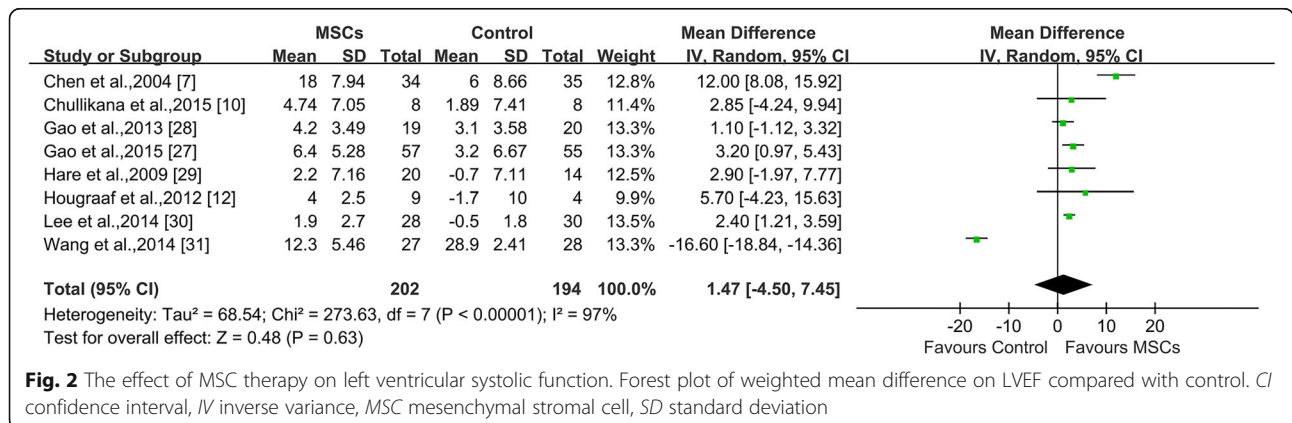 MSCs Control Mean Difference Mean Difference
Study or Subgroup Mean SD Total Mean SD Total Weight IV, Random, 95% CI IV, Random, 95% CI
Chen et al.,2004 [7] 18 7.94 34 6 8.66 35 12.8% 12.00 [8.08, 15.92]
Chullikana et al.,2015 [10] 4.74 7.05 8 1.89 7.41 8 11.4% 2.85 [-4.24, 9.94]
Gao et al.,2013 [28] 4.2 3.49 19 3.1 3.58 20 13.3% 1.10 [-1.12, 3.32]
Gao et al.,2015 [27] 6.4 5.28 57 3.2 6.67 55 13.3% 3.20 [0.97, 5.43]
Hare et al.,2009 [29] 2.2 7.16 20 -0.7 7.11 14 12.5% 2.90 [-1.97, 7.77]
Hougraaf et al.,2012 [12] 4 2.5 9 -1.7 10 4 9.9% 5.70 [-4.23, 15.63]
Lee et al.,2014 [30] 1.9 2.7 28 -0.5 1.8 30 13.5% 2.40 [1.21, 3.59]
Wang et al.,2014 [31] 12.3 5.46 27 28.9 2.41 28 13.3% -16.60 [-18.84, -14.36]
Total (95% CI) 202 194 100.0% 1.47 [-4.50, 7.45]
Heterogeneity: Tau² = 68.54; Chi² = 273.63, df = 7 (P < 0.00001); I² = 97%
Test for overall effect: Z = 0.48 (P = 0.63)
-20 -10 0 10 20
Favours Control Favours MSCs
Fig. 2 The effect of MSC therapy on left ventricular systolic function. Forest plot of weighted mean difference on LVEF compared with control. CI
confidence interval, IV inverse variance, MSC mesenchymal stromal cell, SD standard deviation